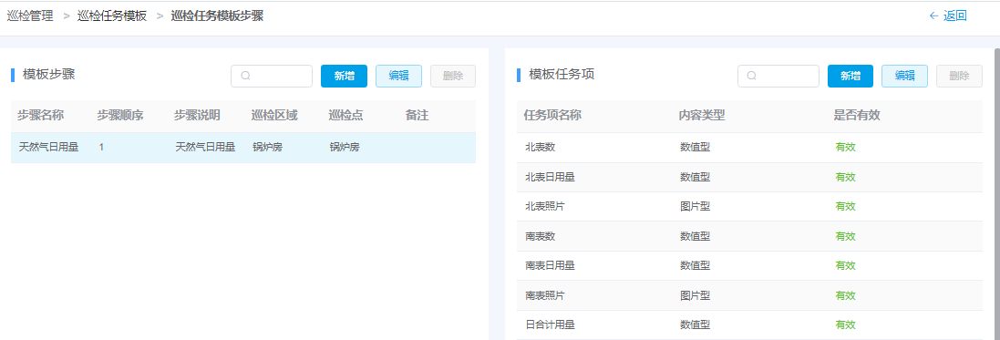 巡检管理 > 巡检任务模板 > 巡检任务模板步骤
← 返回
模板步骤
新增 编辑 删除
步骤名称 步骤顺序 步骤说明 巡检区域 巡检点 备注
天然气日用量 1 天然气日用量 锅炉房 锅炉房
模板任务项
新增 编辑 删除
任务项名称 内容类型 是否有效
北表数 数值型 有效
北表日用量 数值型 有效
北表照片 图片型 有效
南表数 数值型 有效
南表日用量 数值型 有效
南表照片 图片型 有效
日合计用量 数值型 有效